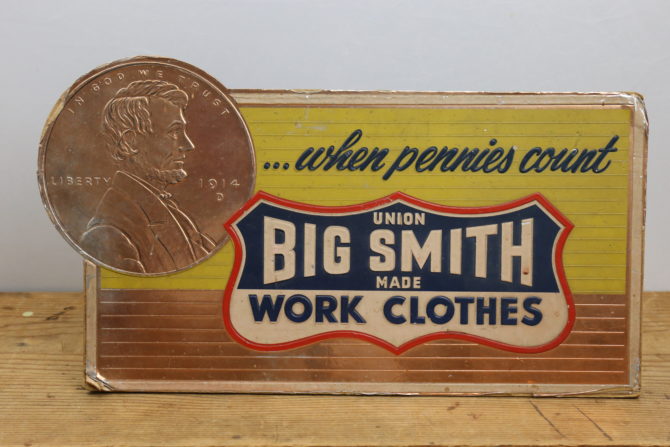 IN GOD WE TRUST
LIBERTY
1914
D
...when pennies count
UNION
BIG SMITH
MADE
WORK CLOTHES